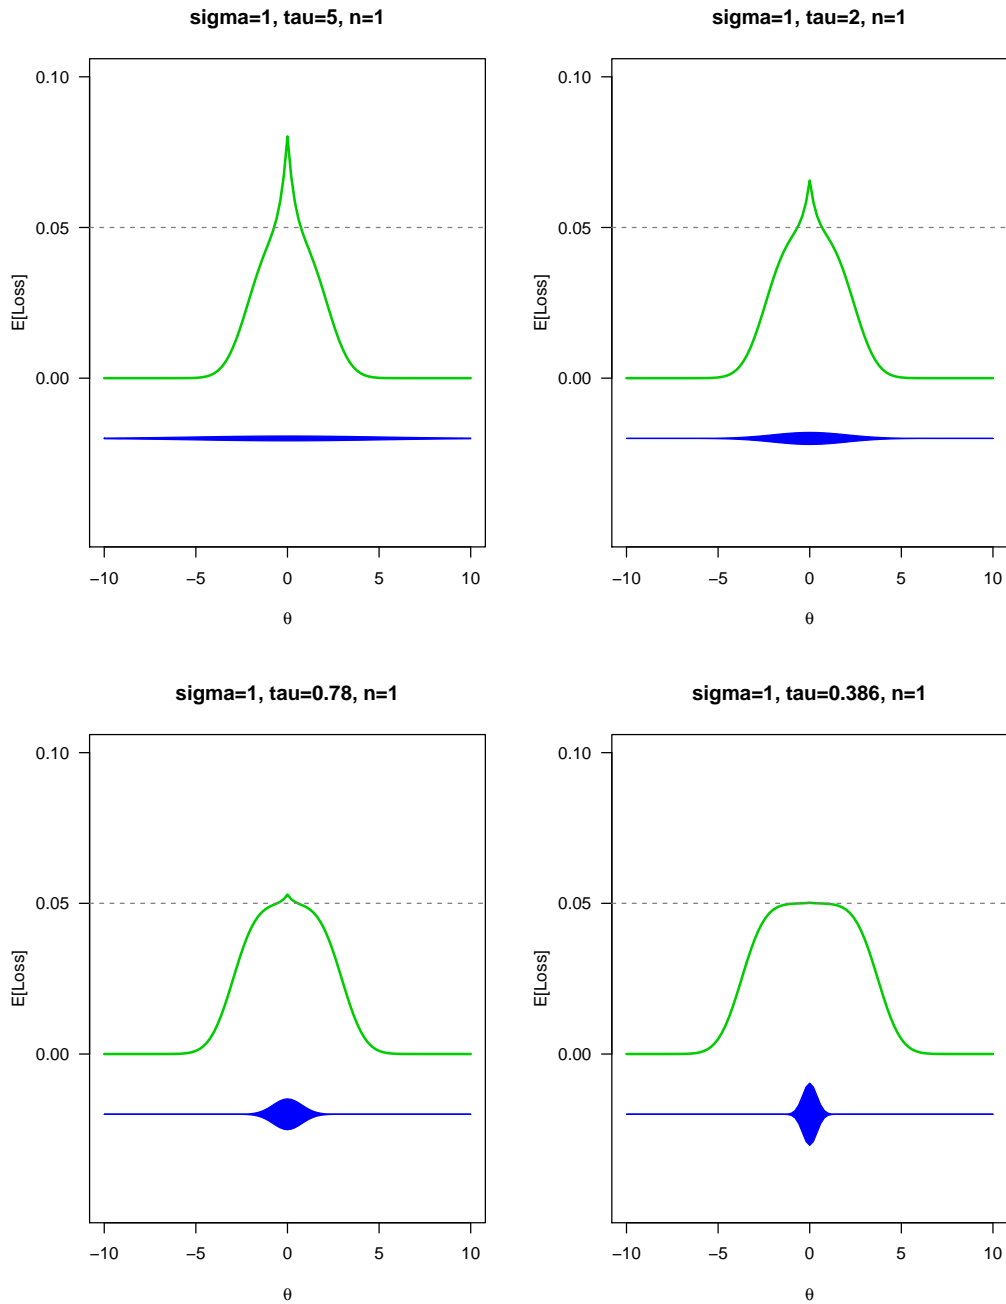 sigma=1, tau=5, n=1
0.10
0.05
0.00
E[Loss]
−10 −5 0 5 10
θ
sigma=1, tau=2, n=1
0.10
0.05
0.00
E[Loss]
−10 −5 0 5 10
θ
sigma=1, tau=0.78, n=1
0.10
0.05
0.00
E[Loss]
−10 −5 0 5 10
θ
sigma=1, tau=0.386, n=1
0.10
0.05
0.00
E[Loss]
−10 −5 0 5 10
θ